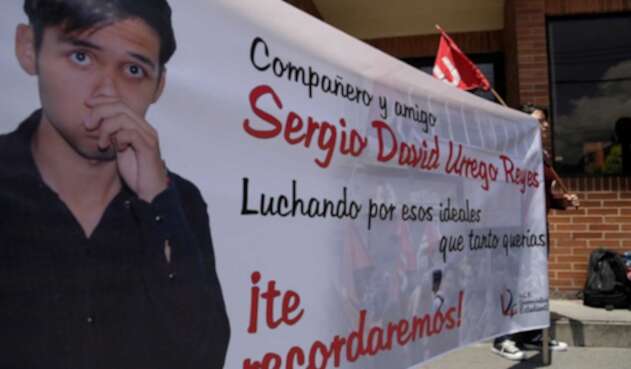 Compañero y amigo
Sergio David Urrego Reyes
Luchando por esos ideales
que tanto querías
¡te
recordaremos!